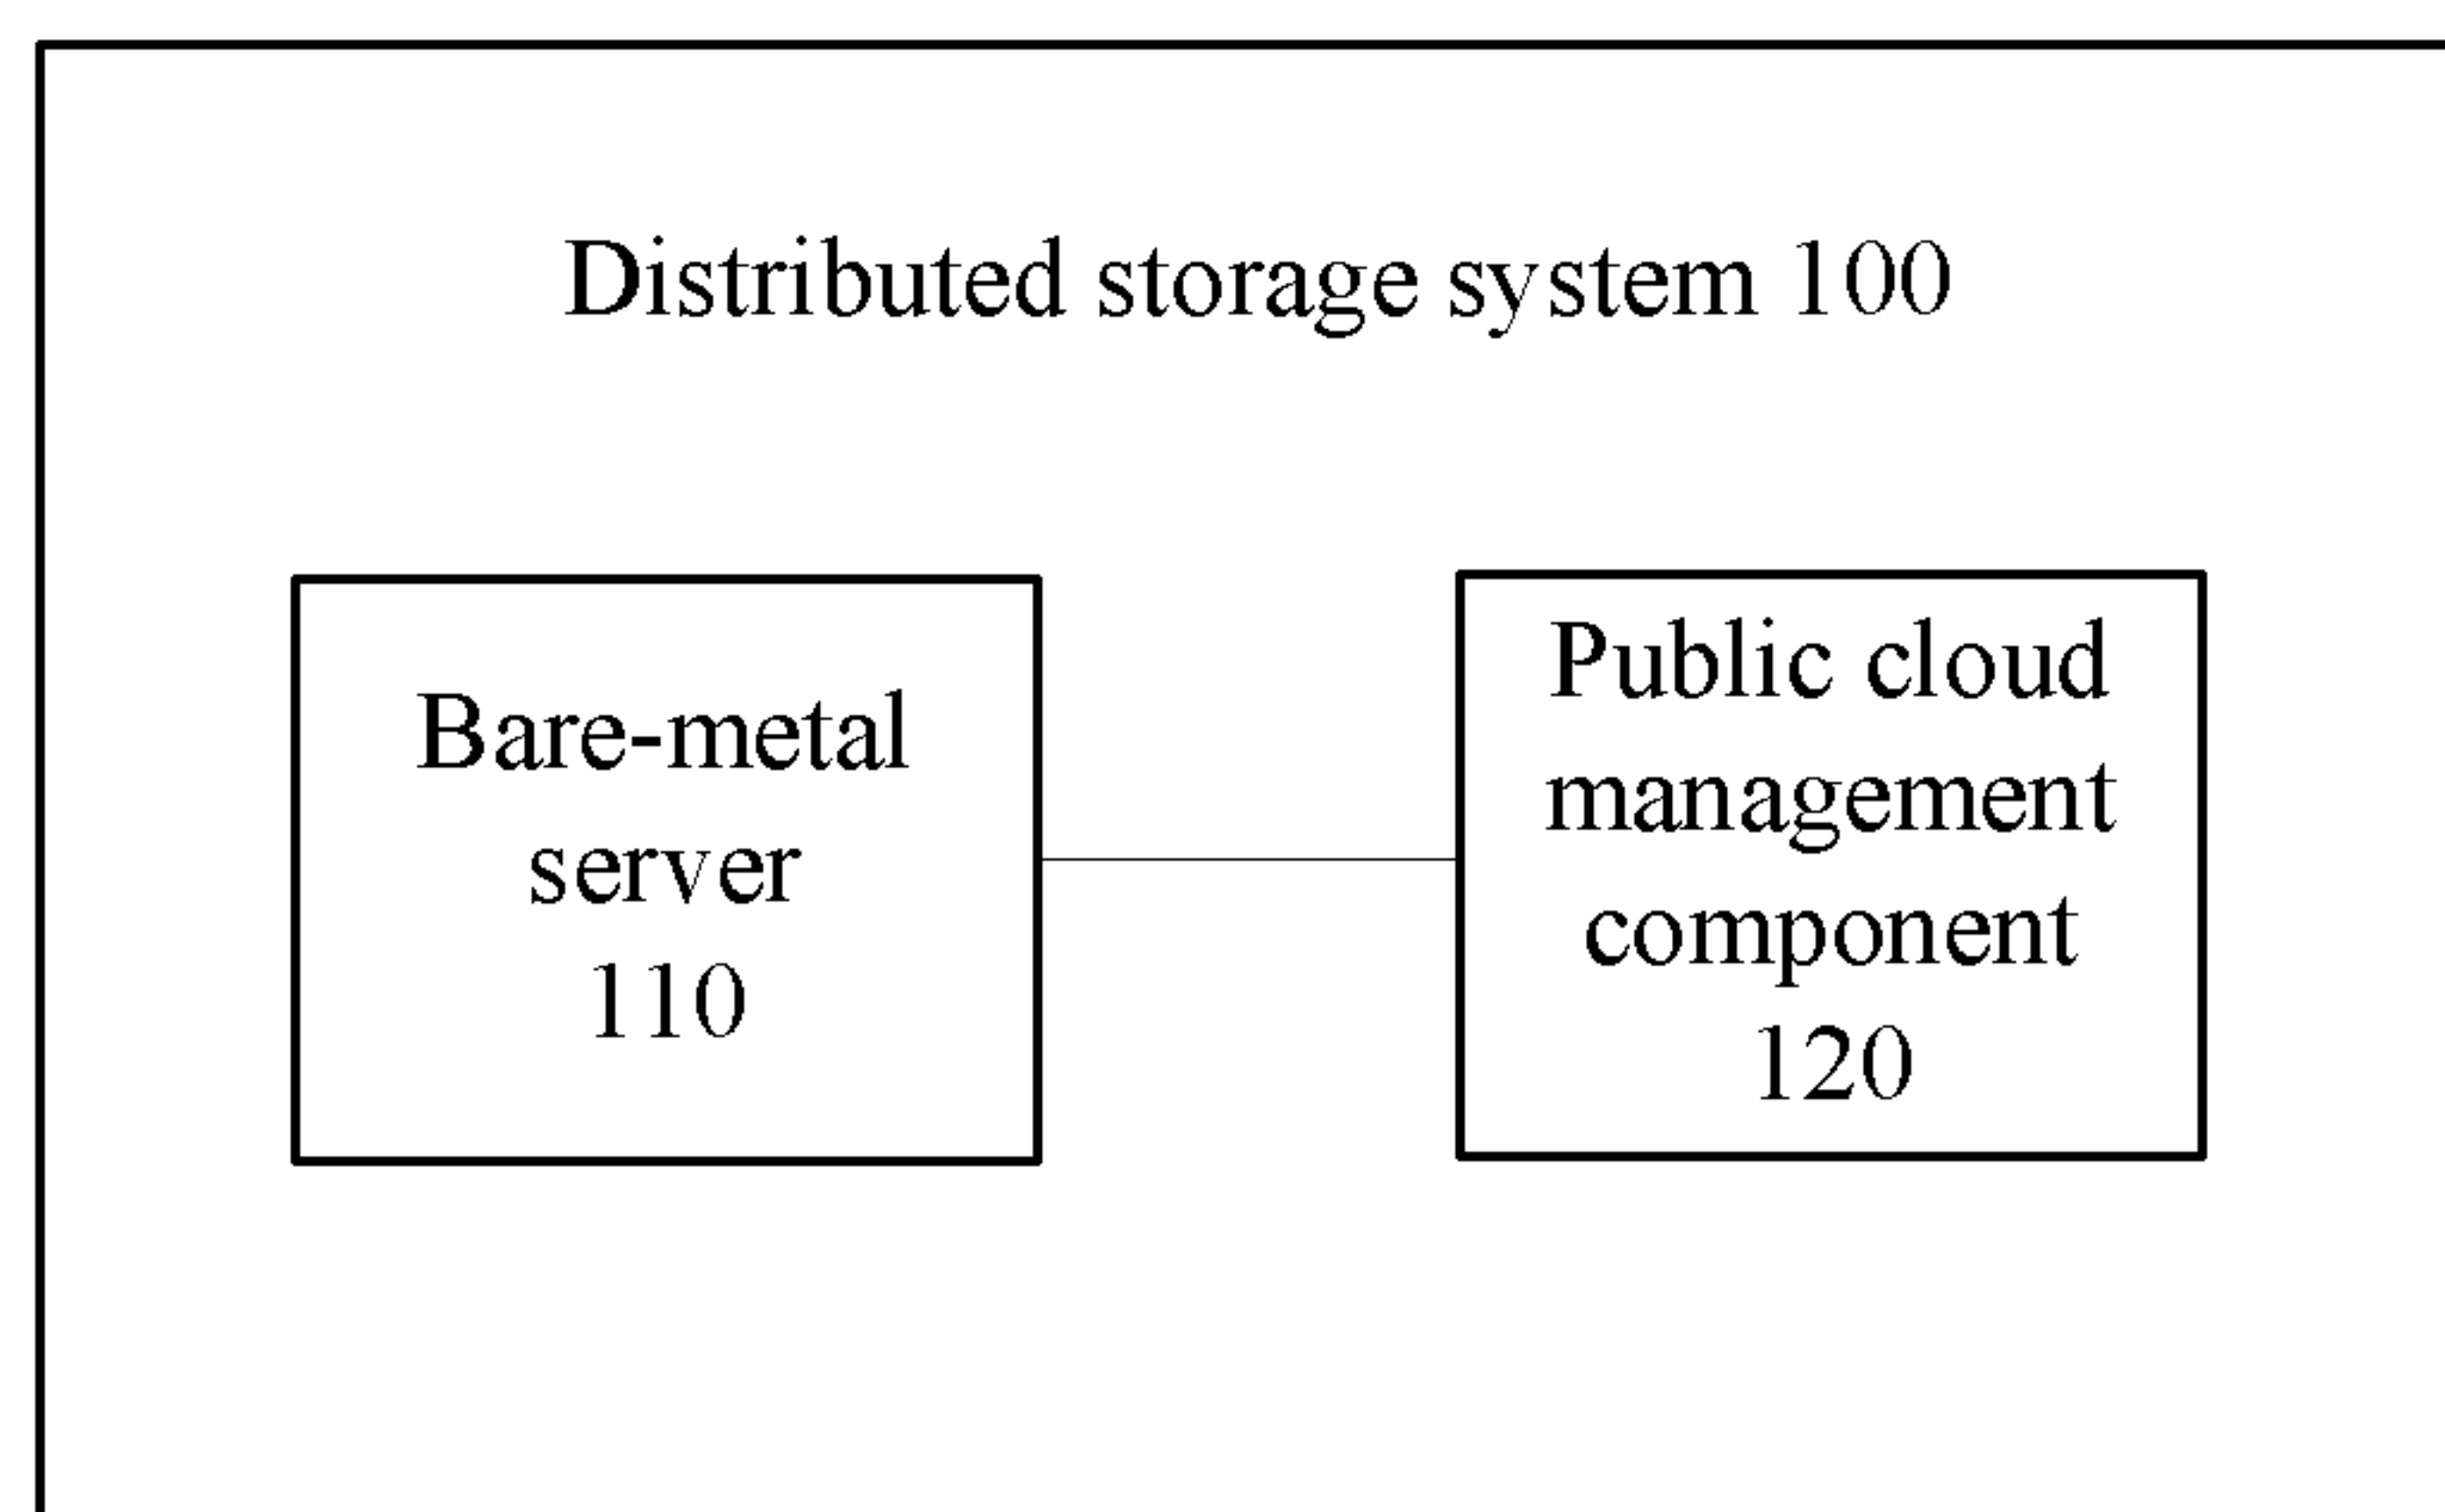 Distributed storage system 100
Bare-metal
server
110
Public cloud
management
component
120